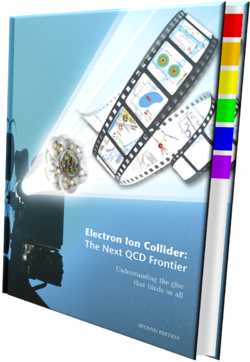 Electron Ion Collider:
The Next QCD Frontier
Understanding the glue
that binds us all
SECOND EDITION